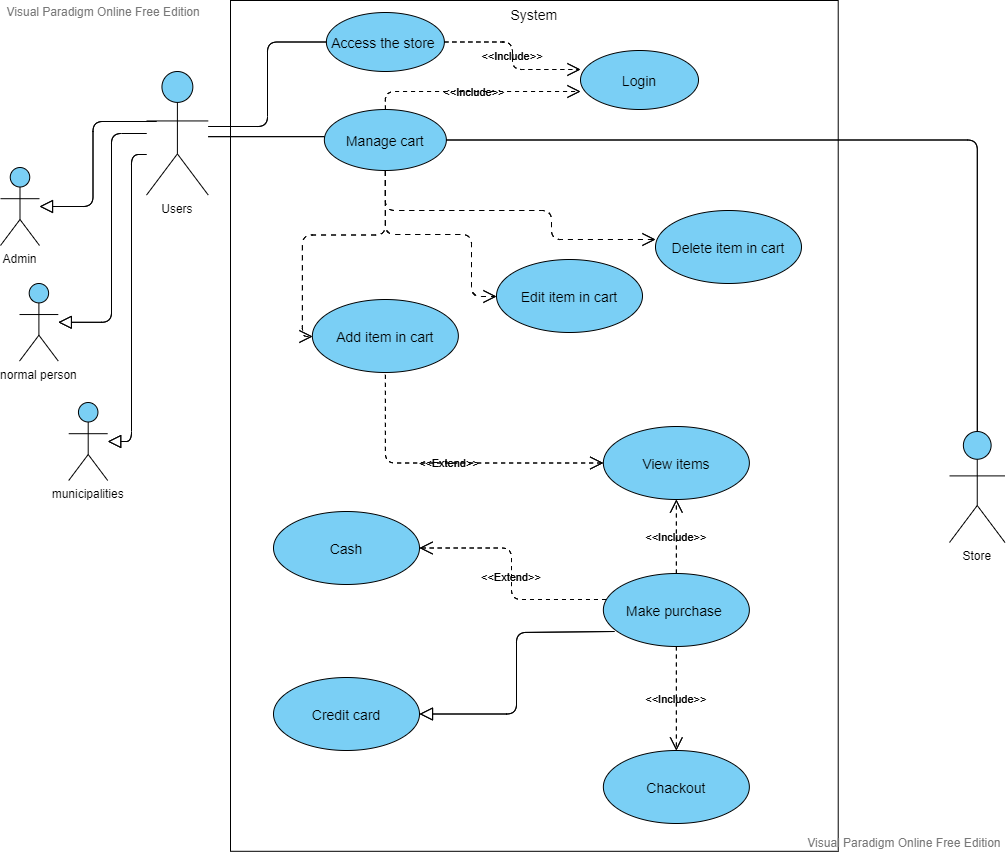 Visual Paradigm Online Free Edition
System
Access the store
<<Include>>
Login
<<Include>>
Manage cart
Users
Admin
Delete item in cart
Edit item in cart
Add item in cart
normal person
View items
<<Extend>>
municipalities
<<Include>>
Cash
Store
<<Extend>>
Make purchase
<<Include>>
Credit card
Chackout
Visual Paradigm Online Free Edition